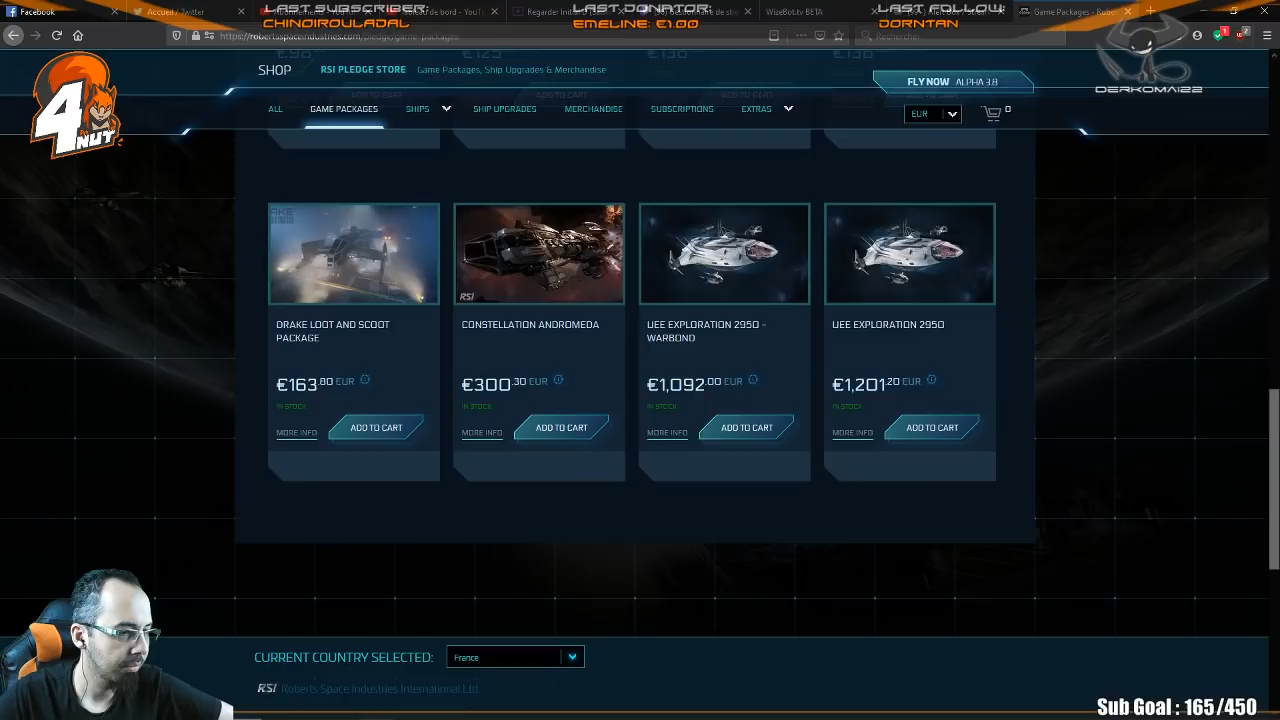 LAST SUBSCRIBER:
CHINOIROULADAL
LAST DONATOR
EMELINE: €1.00
LAST FOLLOW
DORNTAN
Facebook
Accueil / Twitter
WizeBot.tv BETA
https://robertsspaceindustries.com/pledge/game-packages
Rechercher
DERKOMAI22
4NUT
SHOP
RSI PLEDGE STORE
Game Packages, Ship Upgrades & Merchandise
FLY NOW ALPHA 3.8
ALL
GAME PACKAGES
SHIPS
SHIP UPGRADES
MERCHANDISE
SUBSCRIPTIONS
EXTRAS
EUR
0
DRAKE LOOT AND SCOOT
PACKAGE
€163.80 EUR
IN STOCK
MORE INFO
ADD TO CART
RSI
CONSTELLATION ANDROMEDA
€300.30 EUR
IN STOCK
MORE INFO
ADD TO CART
UEE EXPLORATION 2950 -
WARBOND
€1,092.00 EUR
IN STOCK
MORE INFO
ADD TO CART
UEE EXPLORATION 2950
€1,201.20 EUR
IN STOCK
MORE INFO
ADD TO CART
CURRENT COUNTRY SELECTED:
France
RSI Roberts Space Industries International Ltd.
Sub Goal : 165/450